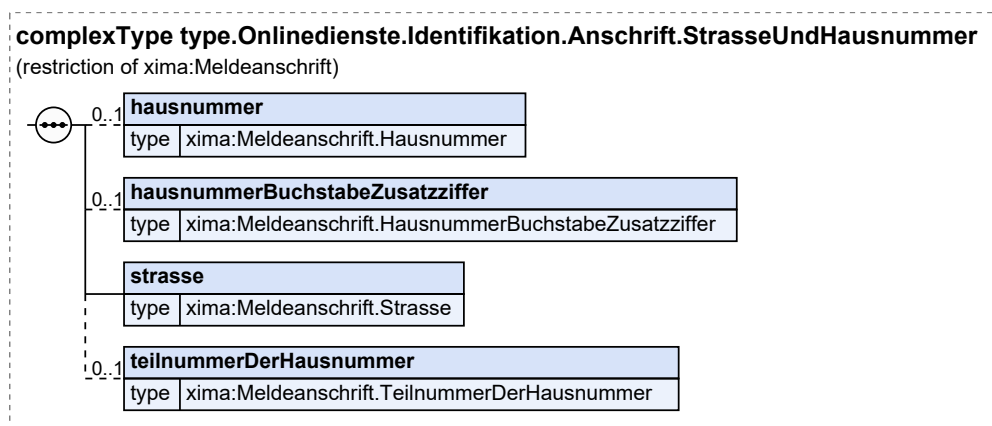 complexType type.Onlinedienste.Identifikation.Anschrift.StrasseUndHausnummer
(restriction of xima:Meldeanschrift)
0..1 hausnummer
type xima:Meldeanschrift.Hausnummer
0..1 hausnummerBuchstabeZusatzziffer
type xima:Meldeanschrift.HausnummerBuchstabeZusatzziffer
strasse
type xima:Meldeanschrift.Strasse
0..1 teilnummerDerHausnummer
type xima:Meldeanschrift.TeilnummerDerHausnummer